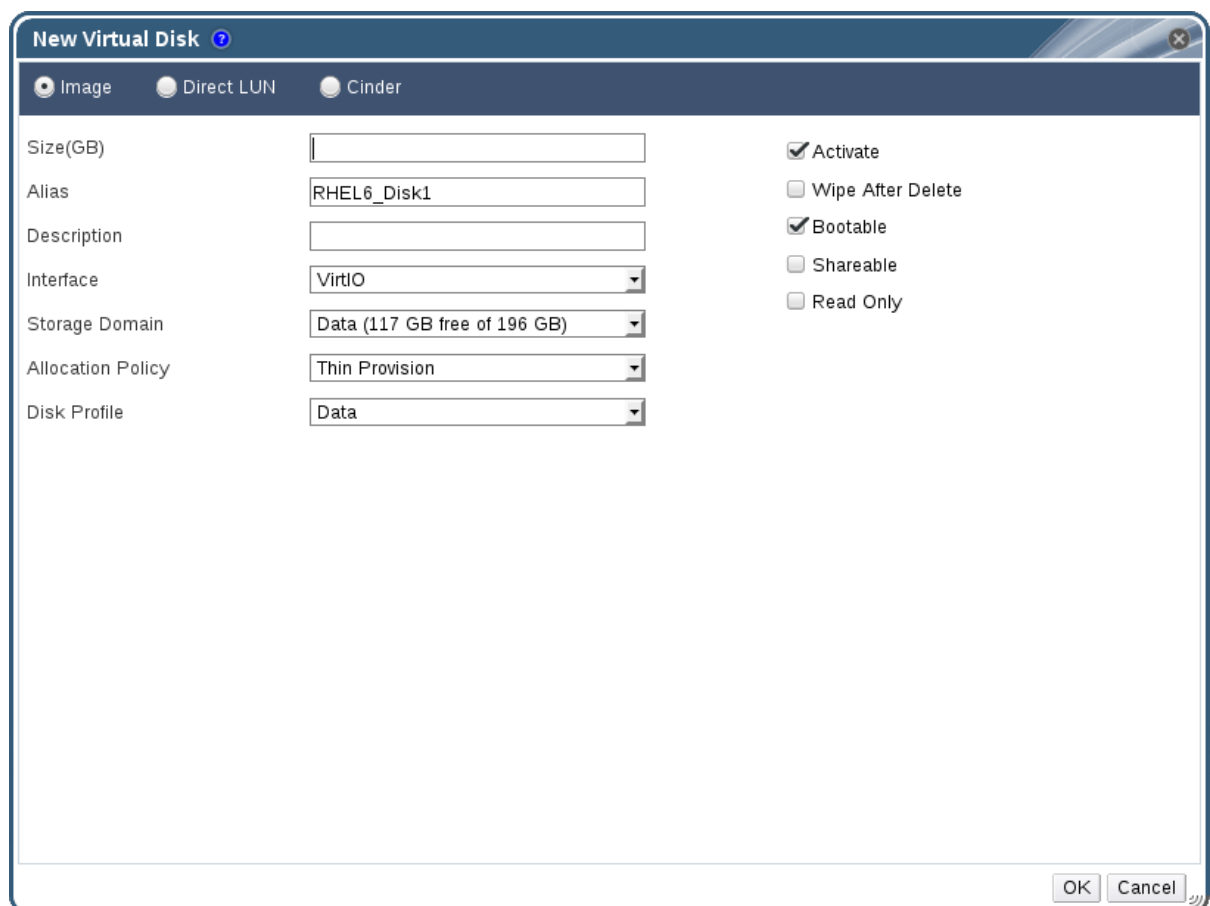 New Virtual Disk ?
Image Direct LUN Cinder
Size(GB)
Alias RHEL6_Disk1
Description
Interface VirtIO
Storage Domain Data (117 GB free of 196 GB)
Allocation Policy Thin Provision
Disk Profile Data
Activate
Wipe After Delete
Bootable
Shareable
Read Only
OK Cancel